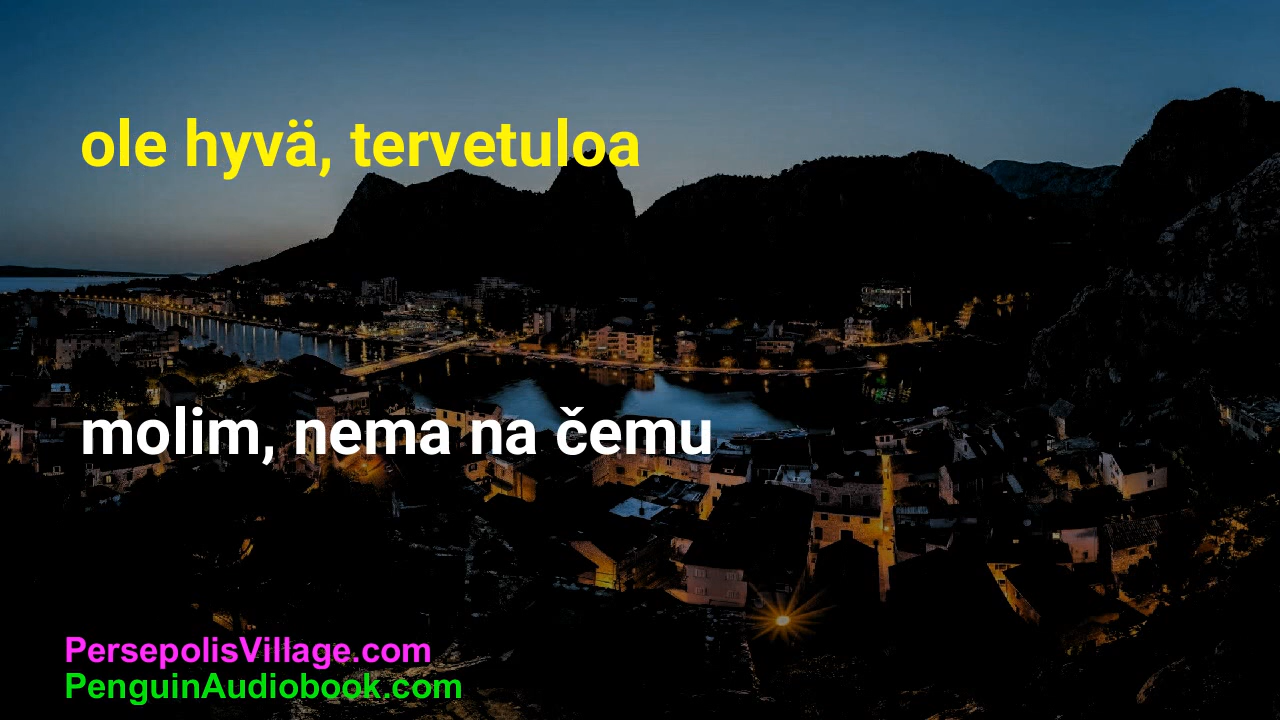 ole hyvä, tervetuloa
molim, nema na čemu
PersepolisVillage.com
PenguinAudiobook.com